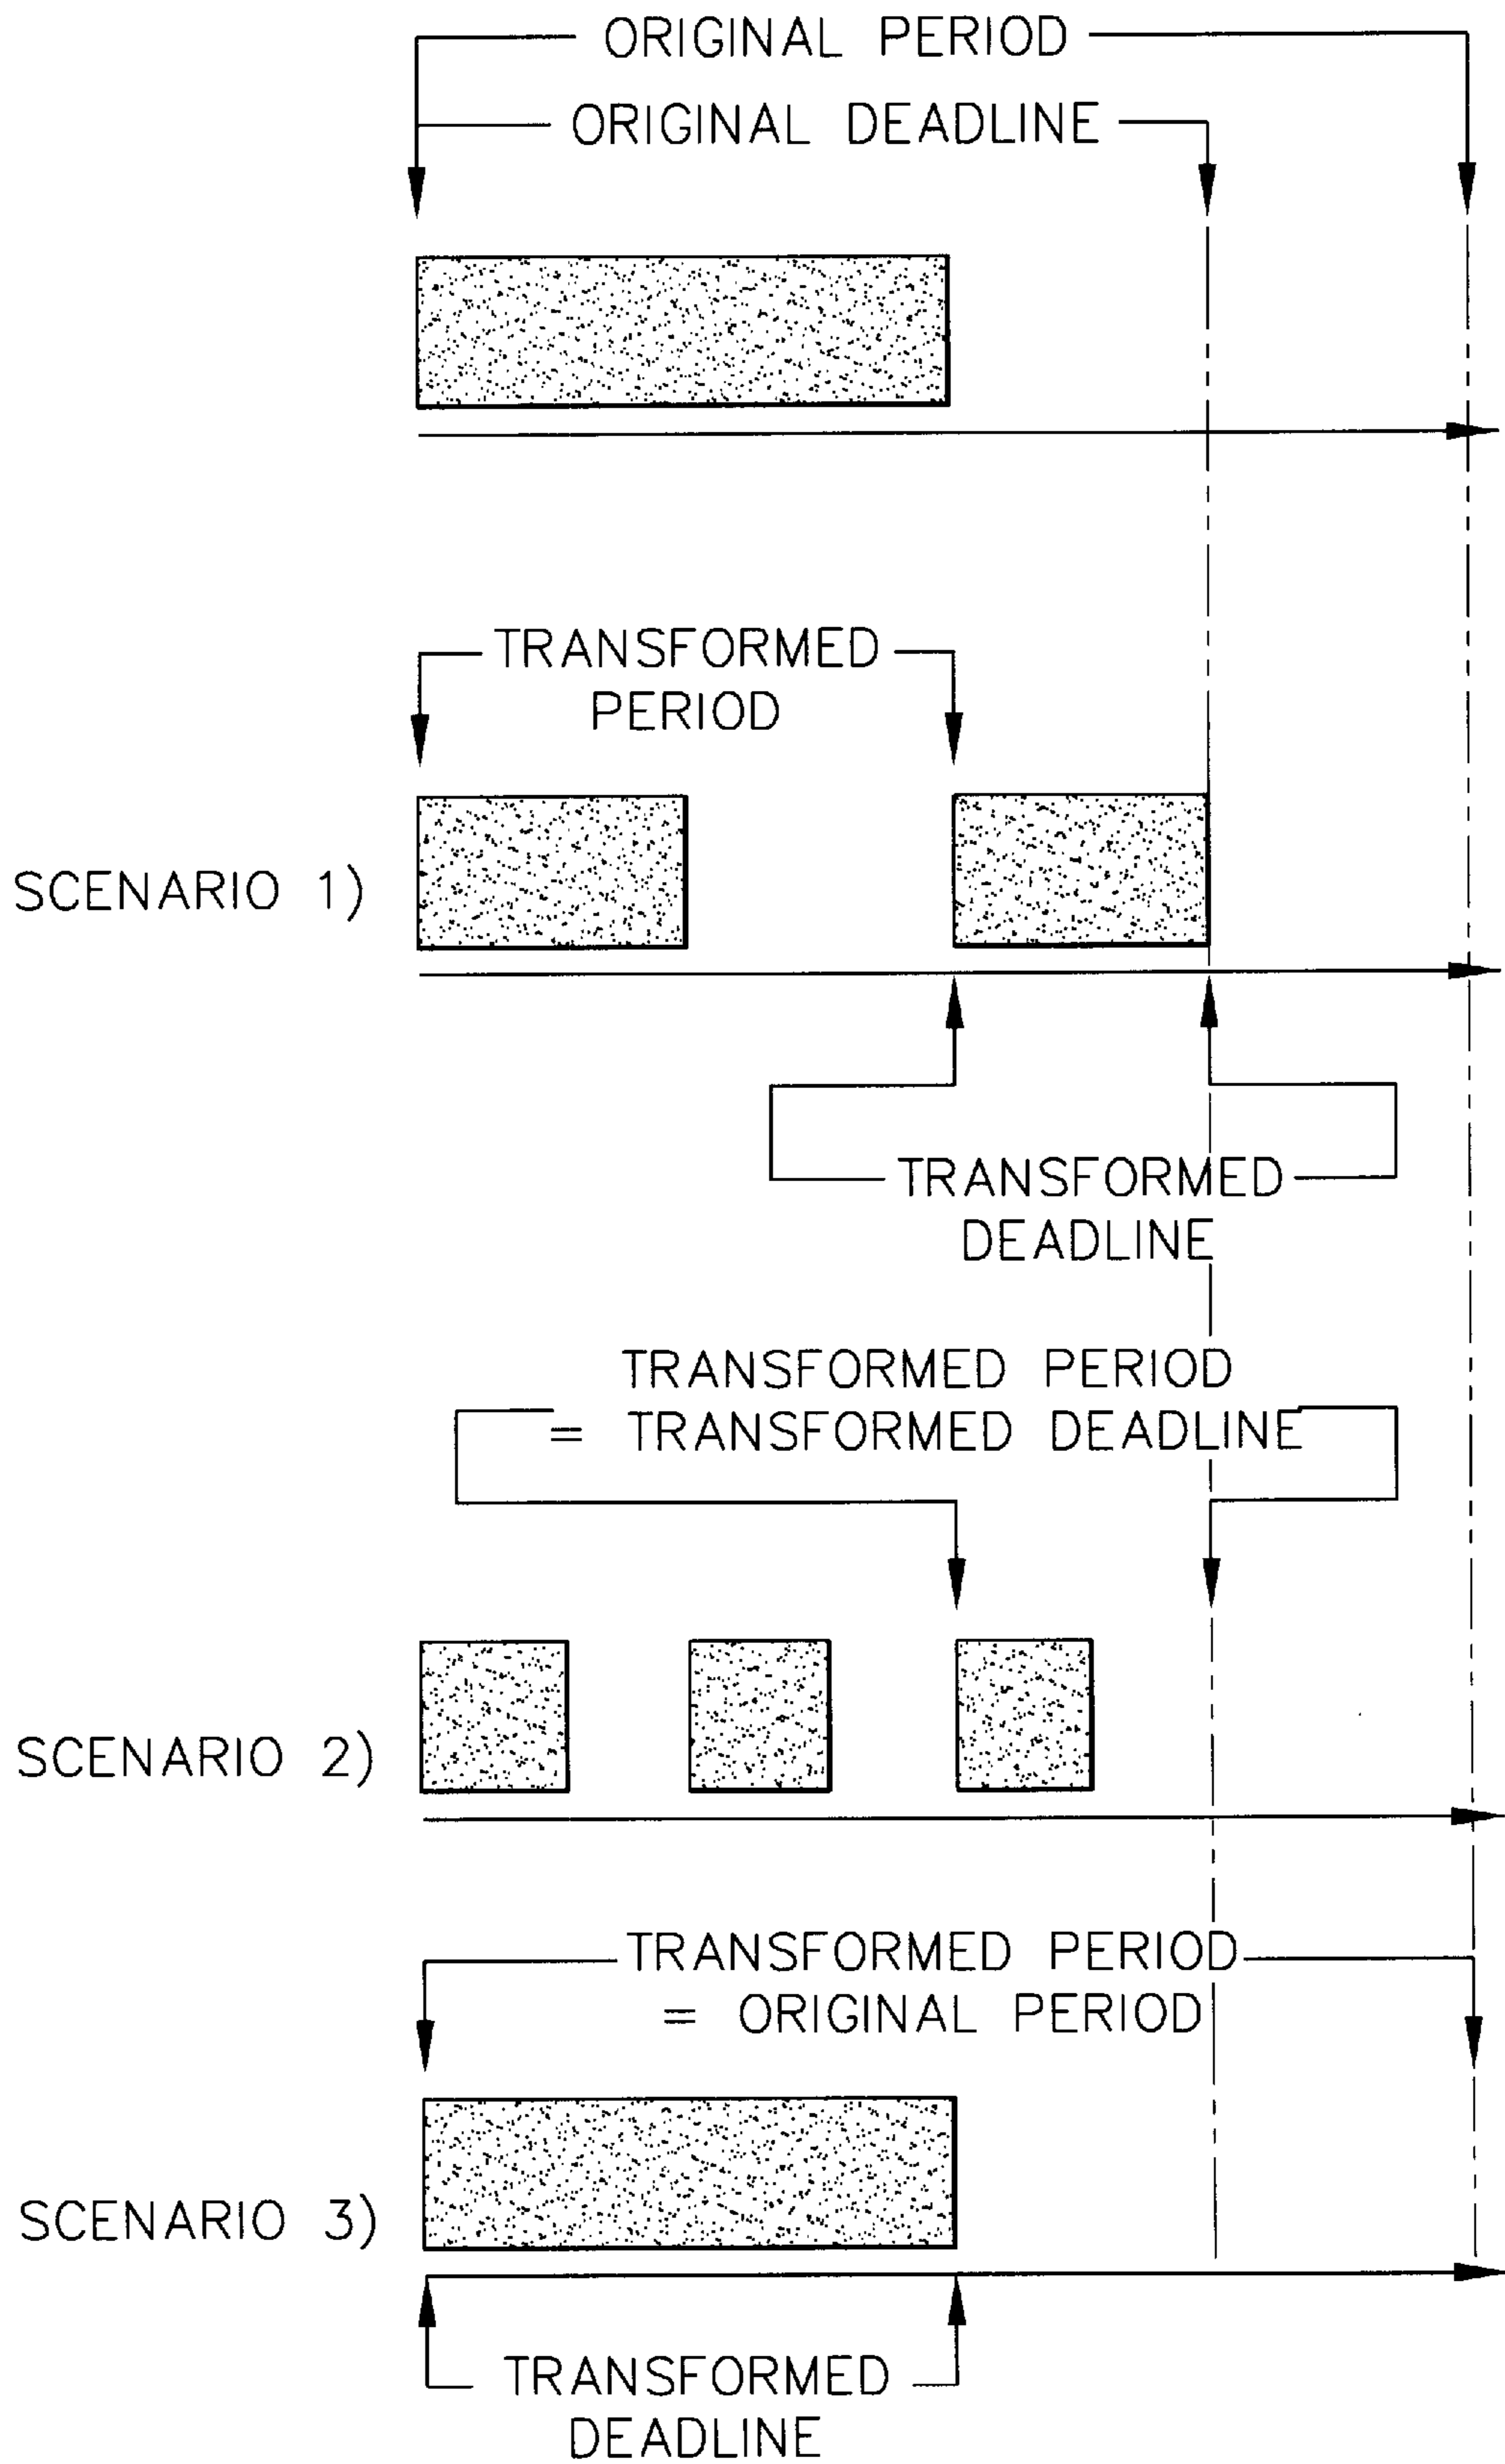 ORIGINAL PERIOD
ORIGINAL DEADLINE
TRANSFORMED
PERIOD
SCENARIO 1)
TRANSFORMED
DEADLINE
TRANSFORMED PERIOD
= TRANSFORMED DEADLINE
SCENARIO 2)
TRANSFORMED PERIOD
= ORIGINAL PERIOD
SCENARIO 3)
TRANSFORMED
DEADLINE